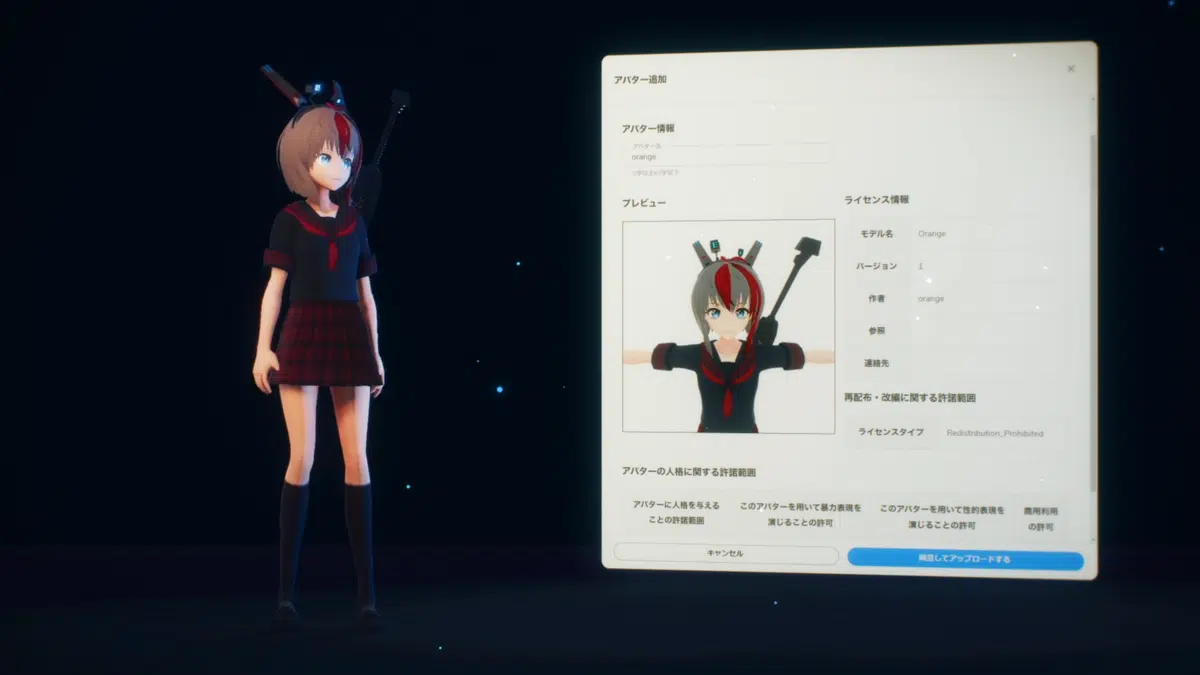 アバター追加
アバター情報
アバター名
orange
プレビュー
ライセンス情報
モデル名 Orange
バージョン 1
作者 orange
参照
連絡先
再配布・改編に関する許諾範囲
ライセンスタイプ Redistribution_Prohibited
アバターの人格に関する許諾範囲
アバターに人格を与える
ことの許諾範囲
このアバターを用いて暴力表現を
演じることの許可
このアバターを用いて性的表現を
演じることの許可
商用利用
の許可
キャンセル
同意してアップロードする